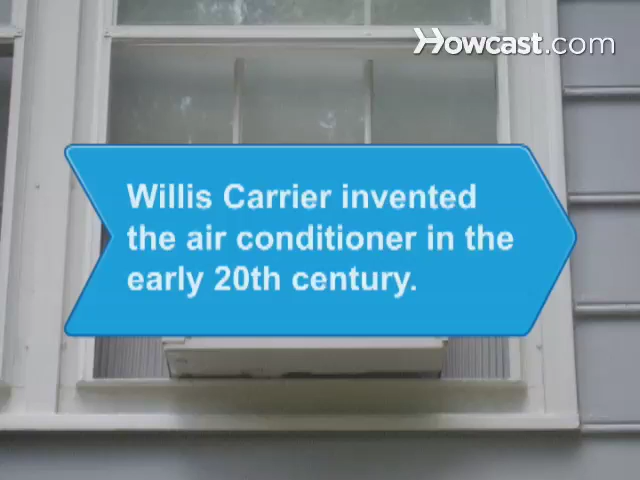 Howcast.com
Willis Carrier invented
the air conditioner in the
early 20th century.